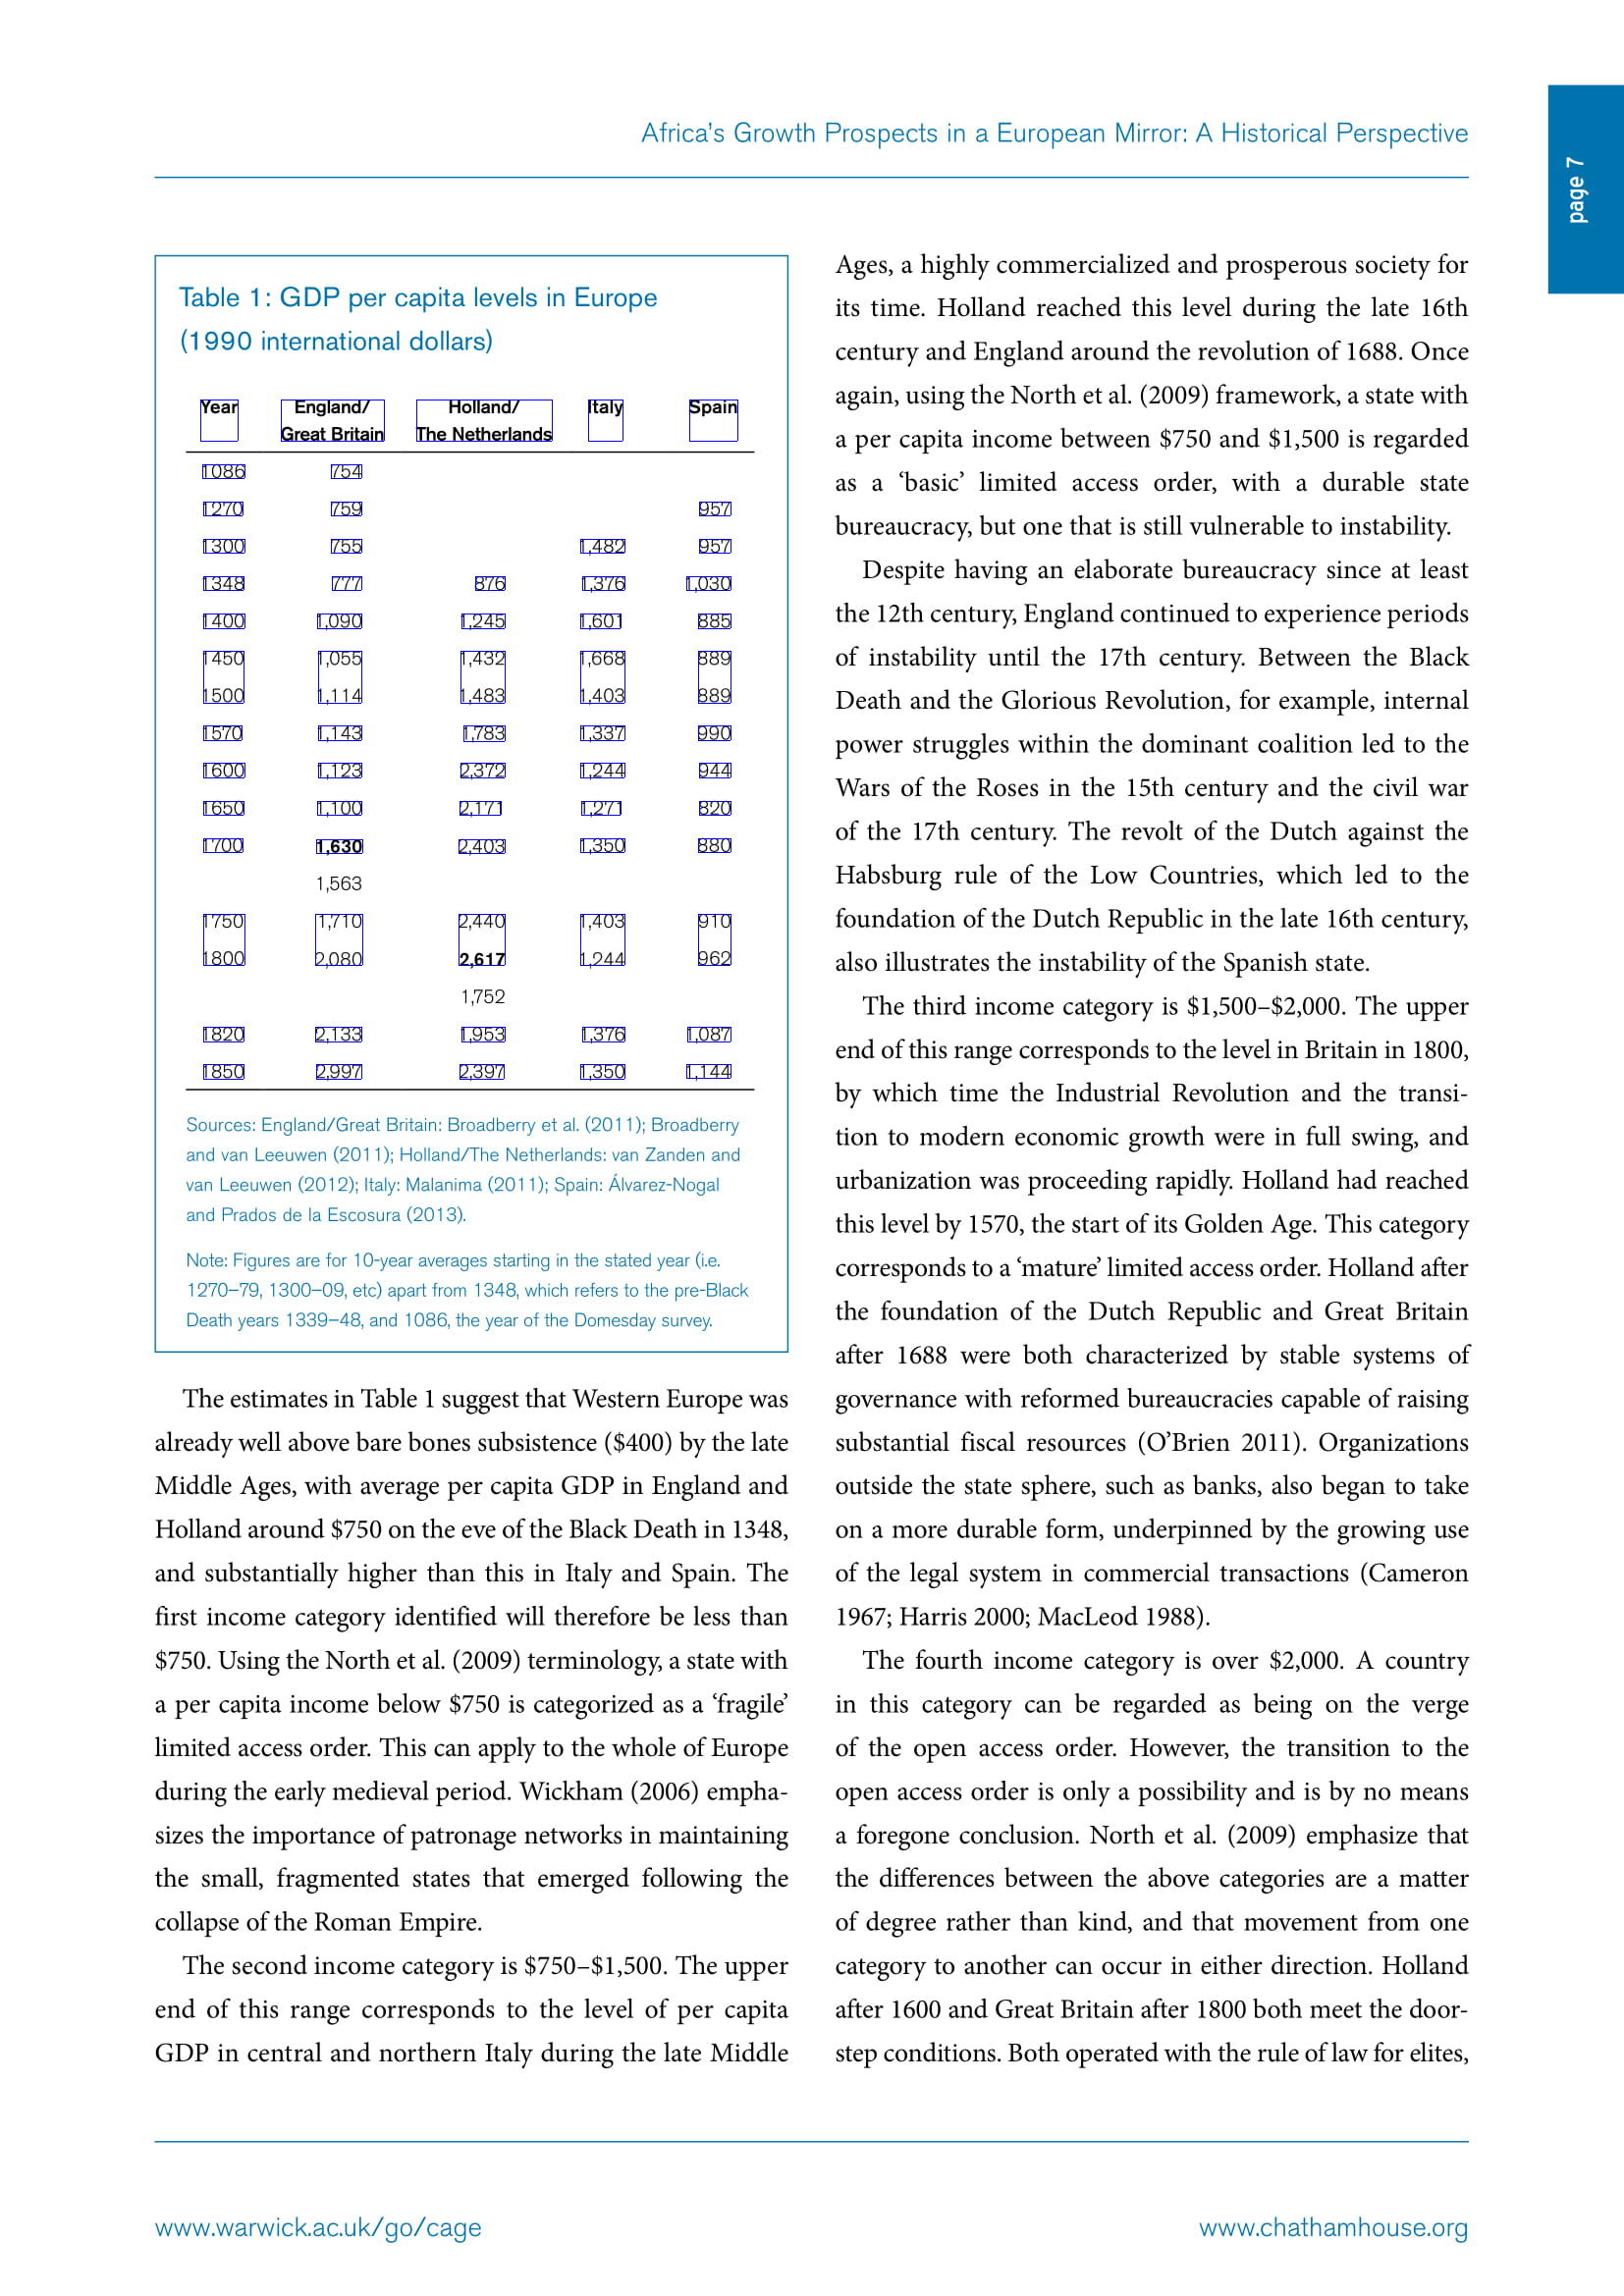 Africa's Growth Prospects in a European Mirror: A Historical Perspective
page 7
Table 1: GDP per capita levels in Europe
(1990 international dollars)
Year England/ Holland/ Italy Spain
Great Britain The Netherlands
1086 754
1270 759 957
1300 755 1,482 957
1348 777 876 1,376 1,030
1400 1,090 1,245 1,601 885
1450 1,055 1,432 1,668 889
1500 1,114 1,483 1,403 889
1570 1,143 1,783 1,337 990
1600 1,123 2,372 1,244 944
1650 1,100 2,171 1,271 820
1700 1,630 2,403 1,350 880
1,563
1750 1,710 2,440 1,403 910
1800 2,080 2,617 1,244 962
1,752
1820 2,133 1,953 1,376 1,087
1850 2,997 2,397 1,350 1,144
Sources: England/Great Britain: Broadberry et al. (2011); Broadberry
and van Leeuwen (2011); Holland/The Netherlands: van Zanden and
van Leeuwen (2012); Italy: Malanima (2011); Spain: Álvarez-Nogal
and Prados de la Escosura (2013).
Note: Figures are for 10-year averages starting in the stated year (i.e.
1270–79, 1300–09, etc) apart from 1348, which refers to the pre-Black
Death years 1339–48, and 1086, the year of the Domesday survey.
The estimates in Table 1 suggest that Western Europe was
already well above bare bones subsistence ($400) by the late
Middle Ages, with average per capita GDP in England and
Holland around $750 on the eve of the Black Death in 1348,
and substantially higher than this in Italy and Spain. The
first income category identified will therefore be less than
$750. Using the North et al. (2009) terminology, a state with
a per capita income below $750 is categorized as a ‘fragile’
limited access order. This can apply to the whole of Europe
during the early medieval period. Wickham (2006) empha-
sizes the importance of patronage networks in maintaining
the small, fragmented states that emerged following the
collapse of the Roman Empire.
The second income category is $750–$1,500. The upper
end of this range corresponds to the level of per capita
GDP in central and northern Italy during the late Middle
Ages, a highly commercialized and prosperous society for
its time. Holland reached this level during the late 16th
century and England around the revolution of 1688. Once
again, using the North et al. (2009) framework, a state with
a per capita income between $750 and $1,500 is regarded
as a ‘basic’ limited access order, with a durable state
bureaucracy, but one that is still vulnerable to instability.
Despite having an elaborate bureaucracy since at least
the 12th century, England continued to experience periods
of instability until the 17th century. Between the Black
Death and the Glorious Revolution, for example, internal
power struggles within the dominant coalition led to the
Wars of the Roses in the 15th century and the civil war
of the 17th century. The revolt of the Dutch against the
Habsburg rule of the Low Countries, which led to the
foundation of the Dutch Republic in the late 16th century,
also illustrates the instability of the Spanish state.
The third income category is $1,500–$2,000. The upper
end of this range corresponds to the level in Britain in 1800,
by which time the Industrial Revolution and the transi-
tion to modern economic growth were in full swing, and
urbanization was proceeding rapidly. Holland had reached
this level by 1570, the start of its Golden Age. This category
corresponds to a ‘mature’ limited access order. Holland after
the foundation of the Dutch Republic and Great Britain
after 1688 were both characterized by stable systems of
governance with reformed bureaucracies capable of raising
substantial fiscal resources (O’Brien 2011). Organizations
outside the state sphere, such as banks, also began to take
on a more durable form, underpinned by the growing use
of the legal system in commercial transactions (Cameron
1967; Harris 2000; MacLeod 1988).
The fourth income category is over $2,000. A country
in this category can be regarded as being on the verge
of the open access order. However, the transition to the
open access order is only a possibility and is by no means
a foregone conclusion. North et al. (2009) emphasize that
the differences between the above categories are a matter
of degree rather than kind, and that movement from one
category to another can occur in either direction. Holland
after 1600 and Great Britain after 1800 both meet the door-
step conditions. Both operated with the rule of law for elites,
www.warwick.ac.uk/go/cage
www.chathamhouse.org